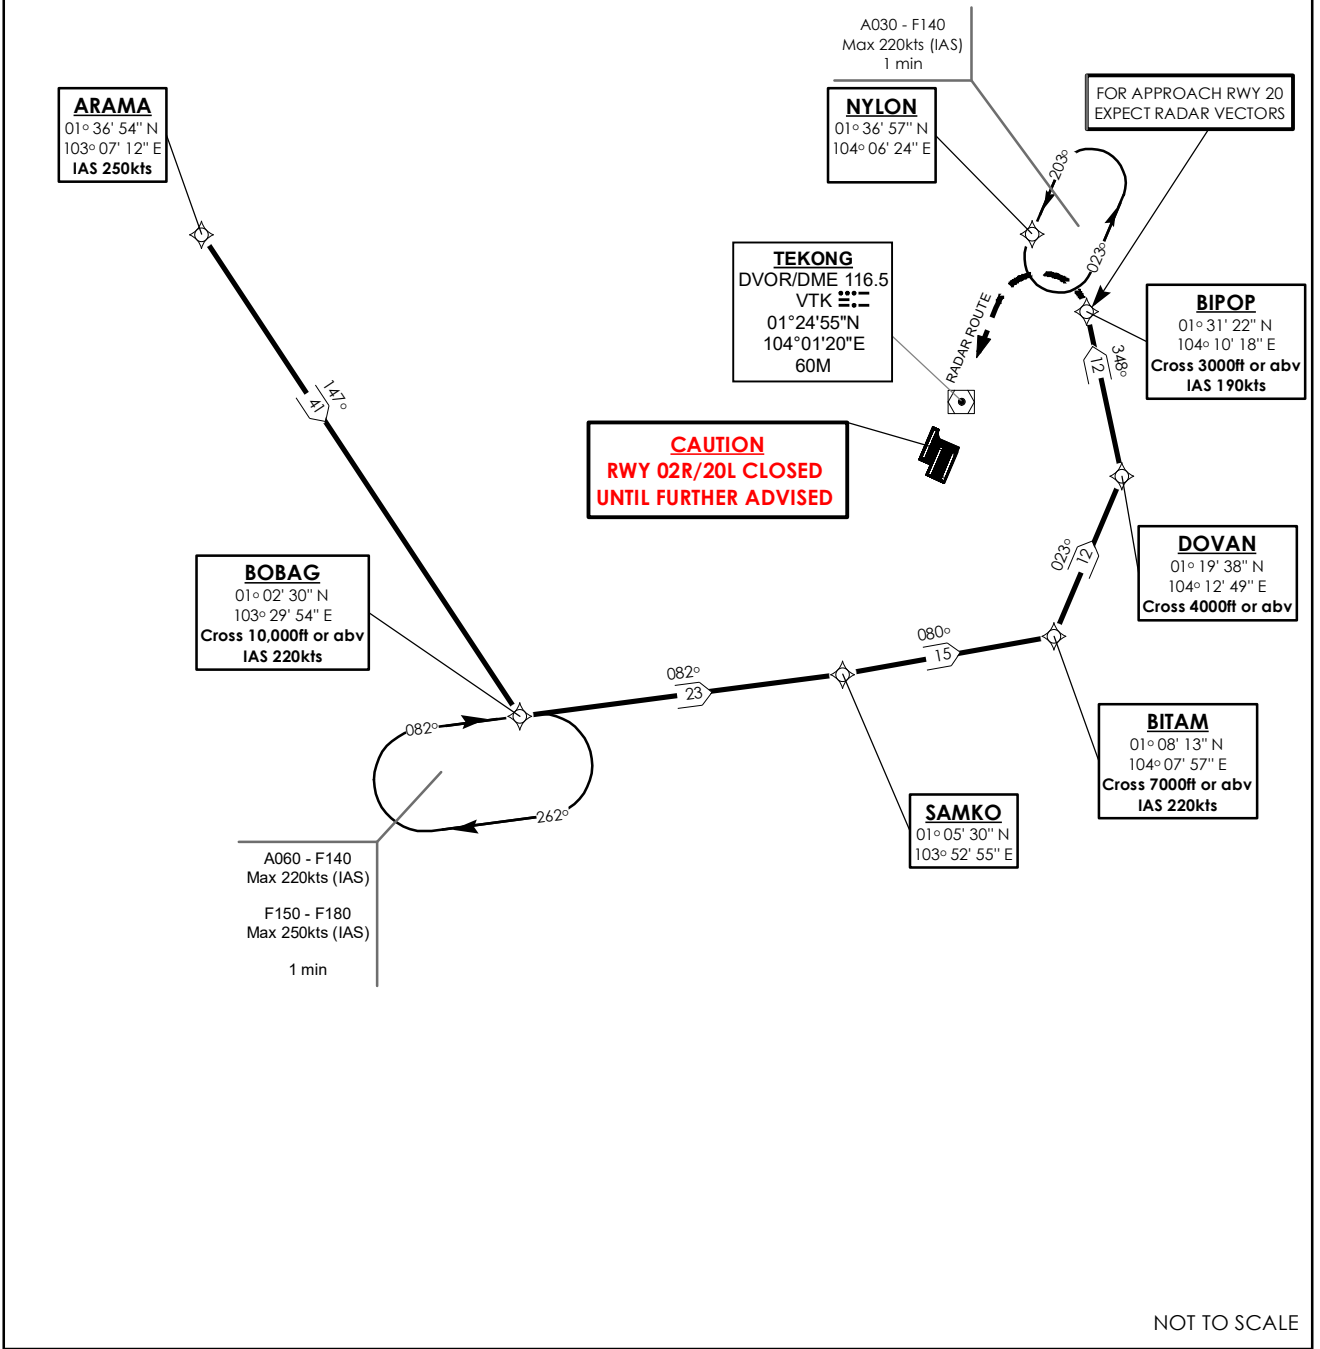 A030 - F140
Max 220kts (IAS)
1 min
ARAMA
01° 36' 54" N
103° 07' 12" E
IAS 250kts
NYLON
01° 36' 57" N
104° 06' 24" E
FOR APPROACH RWY 20
EXPECT RADAR VECTORS
203°
023°
TEKONG
DVOR/DME 116.5
VTK
01°24'55"N
104°01'20"E
60M
RADAR ROUTE
BIPOP
01° 31' 22" N
104° 10' 18" E
Cross 3000ft or abv
IAS 190kts
348°
12
147°
41
CAUTION
RWY 02R/20L CLOSED
UNTIL FURTHER ADVISED
DOVAN
01° 19' 38" N
104° 12' 49" E
Cross 4000ft or abv
023°
12
BOBAG
01° 02' 30" N
103° 29' 54" E
Cross 10,000ft or abv
IAS 220kts
080°
15
082°
23
082°
262°
BITAM
01° 08' 13" N
104° 07' 57" E
Cross 7000ft or abv
IAS 220kts
SAMKO
01° 05' 30" N
103° 52' 55" E
A060 - F140
Max 220kts (IAS)
F150 - F180
Max 250kts (IAS)
1 min
NOT TO SCALE